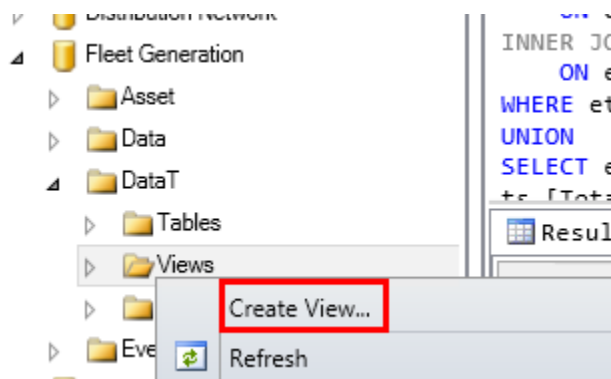 Distribution Network
Fleet Generation
Asset
Data
DataT
Tables
Views
Create View...
Eve
Refresh
ON
INNER JO
ON e
WHERE et
UNION
SELECT e
ts [Tota
Resul